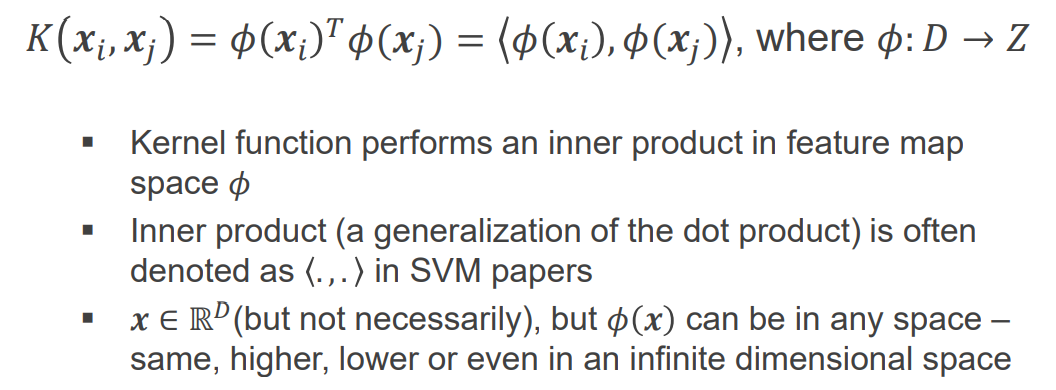 K(xᵢ, xⱼ) = ϕ(xᵢ)ᵀϕ(xⱼ) = ⟨ϕ(xᵢ), ϕ(xⱼ)⟩, where ϕ: D → Z
▪ Kernel function performs an inner product in feature map
space ϕ
▪ Inner product (a generalization of the dot product) is often
denoted as ⟨.,.⟩ in SVM papers
▪ x ∈ ℝᴰ(but not necessarily), but ϕ(x) can be in any space –
same, higher, lower or even in an infinite dimensional space